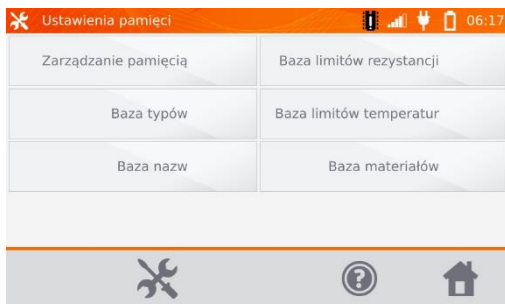 Ustawienia pamięci 06:17
Zarządzanie pamięcią Baza limitów rezystancji
Baza typów Baza limitów temperatur
Baza nazw Baza materiałów